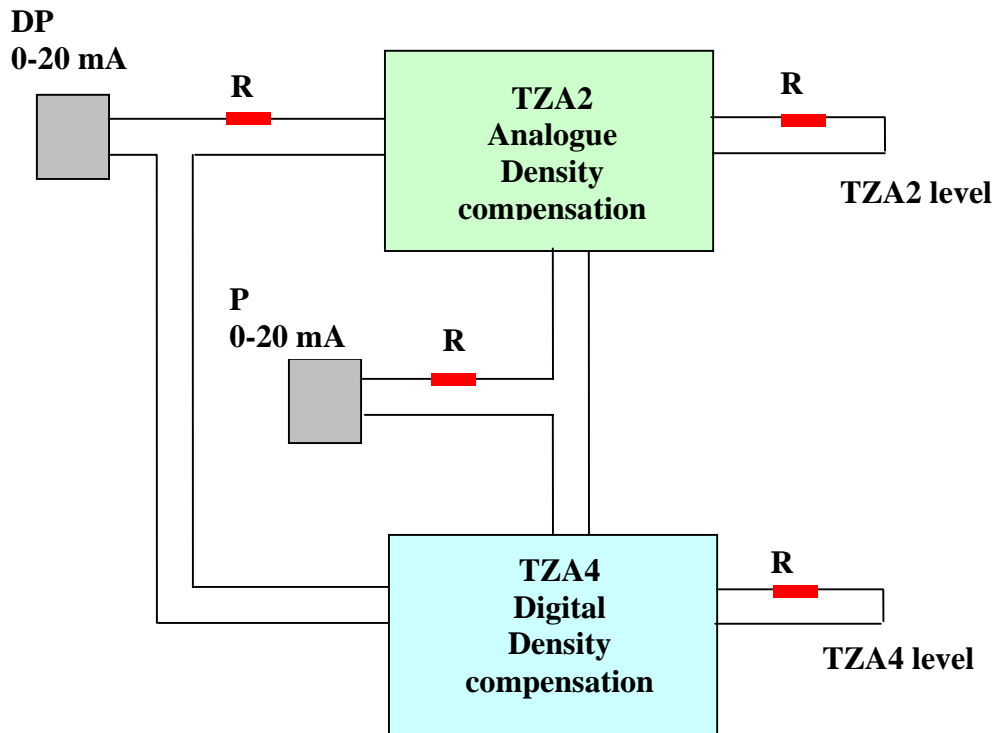 DP
0-20 mA
R
TZA2
Analogue
Density
compensation
R
TZA2 level
P
0-20 mA
R
TZA4
Digital
Density
compensation
R
TZA4 level